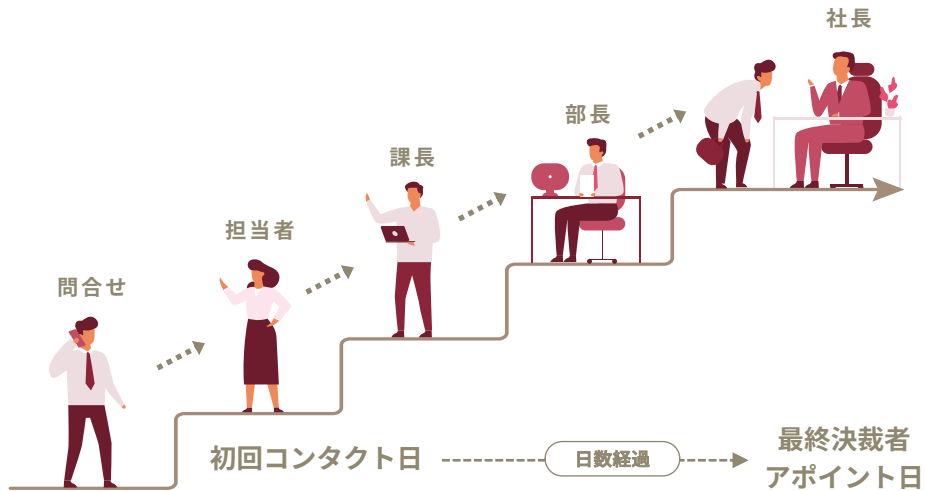 社長
部長
課長
担当者
問合せ
初回コンタクト日
日数経過
最終決裁者
アポイント日